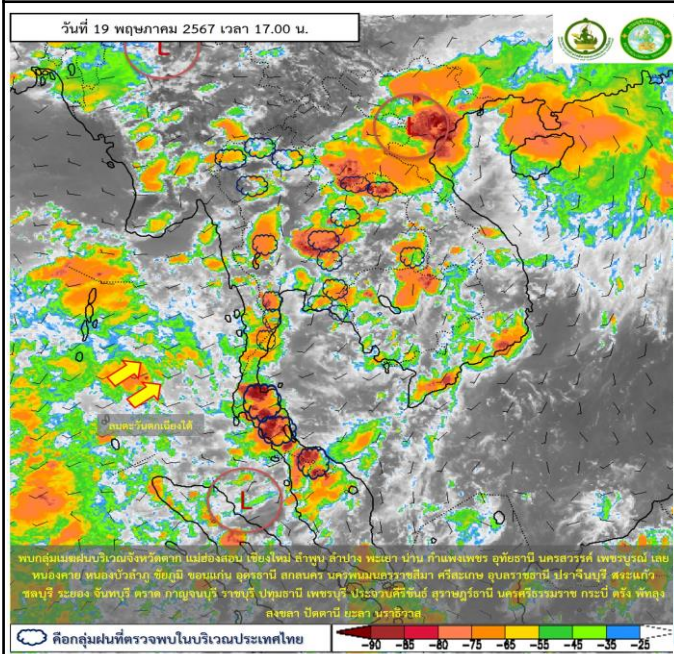 วันที่ 19 พฤษภาคม 2567 เวลา 17.00 น.
L
L
ลมตะวันตกเฉียงใต้
L
พบกลุ่มเมฆฝนบริเวณจังหวัดตาก แม่ฮ่องสอน เชียงใหม่ ลำพูน ลำปาง พะเยา น่าน กำแพงเพชร อุทัยธานี นครสวรรค์ เพชรบูรณ์ เลย
หนองคาย หนองบัวลำภู ชัยภูมิ ขอนแก่น อุดรธานี สกลนคร นครพนมนครราชสีมา ศรีสะเกษ อุบลราชธานี ปราจีนบุรี สระแก้ว
ชลบุรี ระยอง จันทบุรี ตราด กาญจนบุรี ราชบุรี ปทุมธานี เพชรบุรี ประจวบคีรีขันธ์ สุราษฎร์ธานี นครศรีธรรมราช กระบี่ ตรัง พัทลุง
สงขลา ปัตตานี ยะลา นราธิวาส
คือกลุ่มฝนที่ตรวจพบในบริเวณประเทศไทย
-90 -85 -80 -75 -65 -55 -45 -35 -25